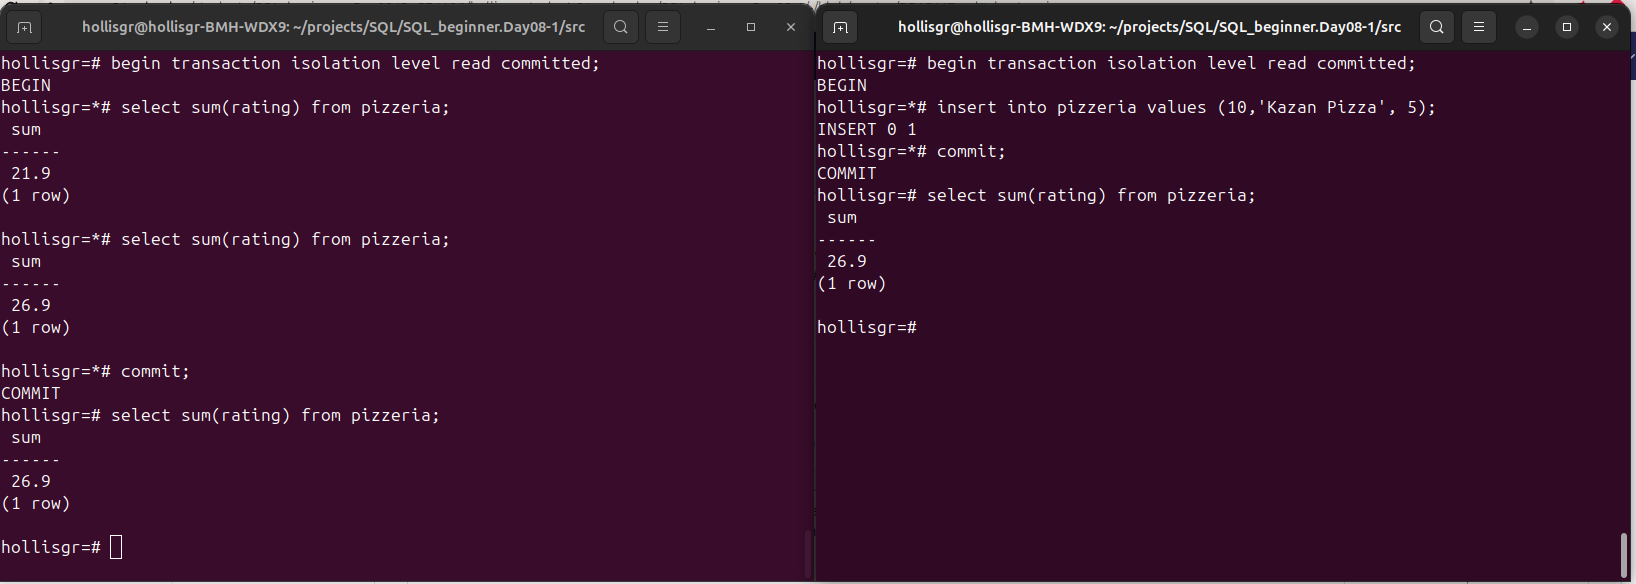 hollisgr@hollisgr-BMH-WDX9: ~/projects/SQL/SQL_beginner.Day08-1/src
hollisgr=# begin transaction isolation level read committed;
BEGIN
hollisgr=*# select sum(rating) from pizzeria;
 sum
------
 21.9
(1 row)

hollisgr=*# select sum(rating) from pizzeria;
 sum
------
 26.9
(1 row)

hollisgr=*# commit;
COMMIT
hollisgr=# select sum(rating) from pizzeria;
 sum
------
 26.9
(1 row)

hollisgr=#
hollisgr@hollisgr-BMH-WDX9: ~/projects/SQL/SQL_beginner.Day08-1/src
hollisgr=# begin transaction isolation level read committed;
BEGIN
hollisgr=*# insert into pizzeria values (10,'Kazan Pizza', 5);
INSERT 0 1
hollisgr=*# commit;
COMMIT
hollisgr=# select sum(rating) from pizzeria;
 sum
------
 26.9
(1 row)

hollisgr=#